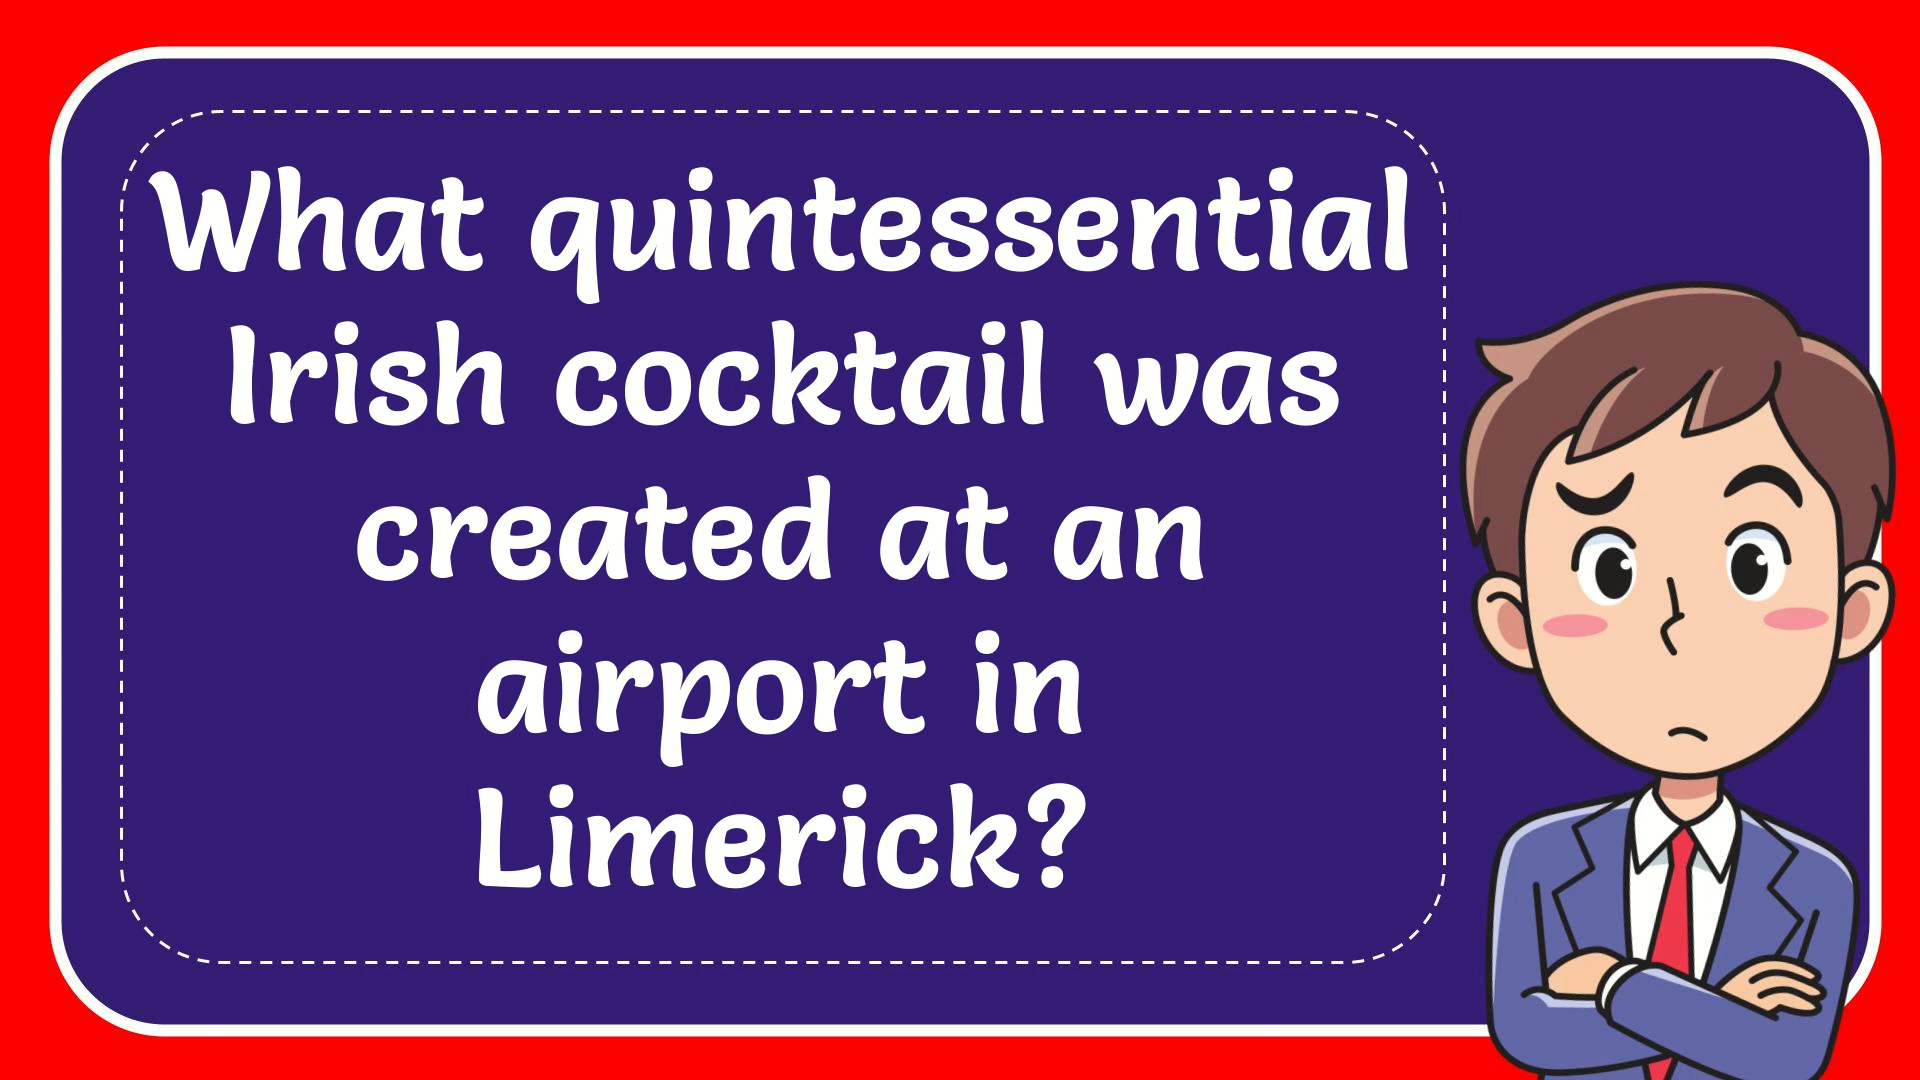 What quintessential
Irish cocktail was
created at an
airport in
Limerick?